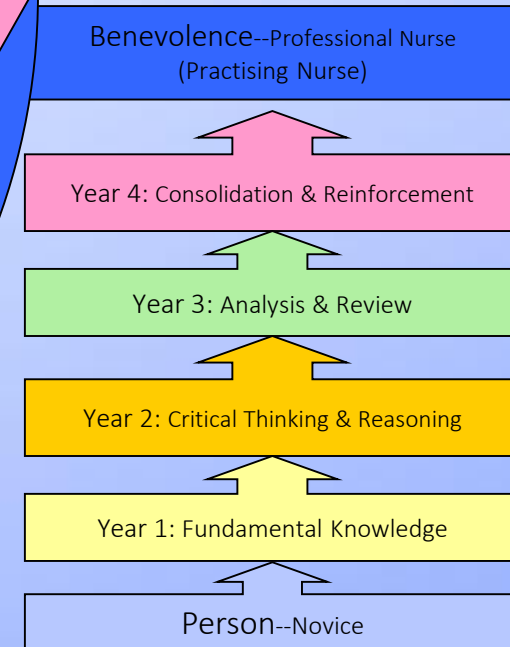 Benevolence--Professional Nurse
(Practising Nurse)
Year 4: Consolidation & Reinforcement
Year 3: Analysis & Review
Year 2: Critical Thinking & Reasoning
Year 1: Fundamental Knowledge
Person--Novice